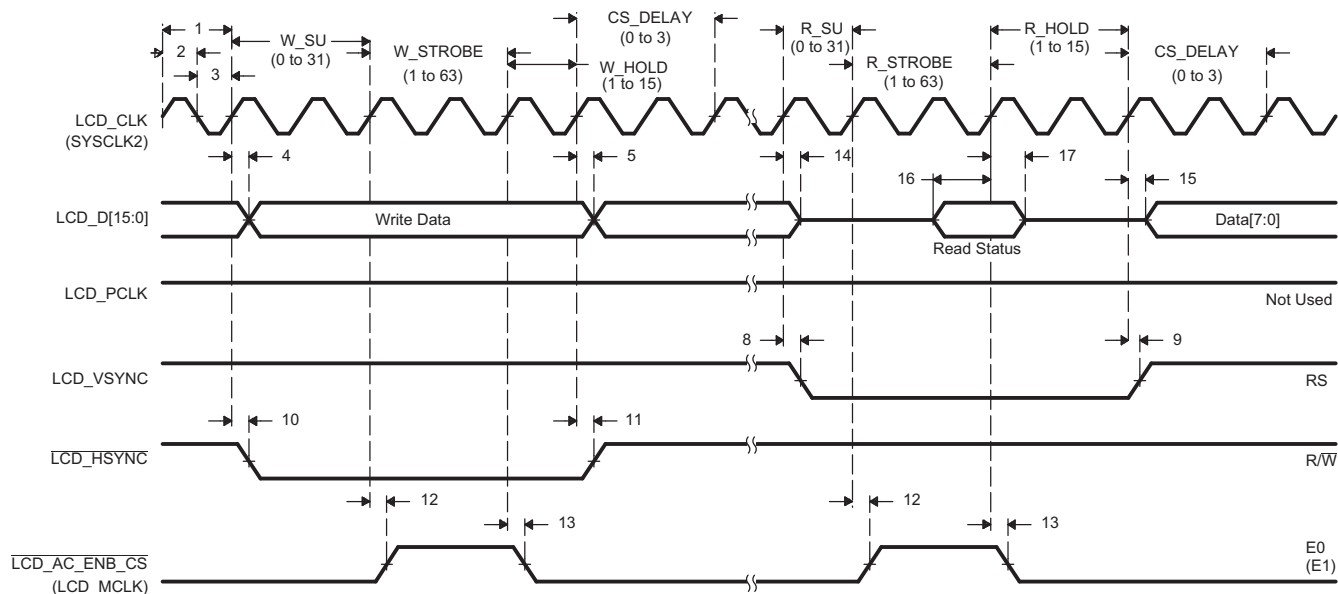 1
2
3
W_SU
(0 to 31)
W_STROBE
(1 to 63)
CS_DELAY
(0 to 3)
W_HOLD
(1 to 15)
R_SU
(0 to 31)
R_STROBE
(1 to 63)
R_HOLD
(1 to 15)
CS_DELAY
(0 to 3)
LCD_CLK
(SYSCLK2)
4
5
14
17
16
15
LCD_D[15:0]
Write Data
Read Status
Data[7:0]
LCD_PCLK
Not Used
8
9
LCD_VSYNC
RS
10
11
LCD_HSYNC
R/W
12
13
12
13
LCD_AC_ENB_CS
(LCD_MCLK)
E0
(E1)